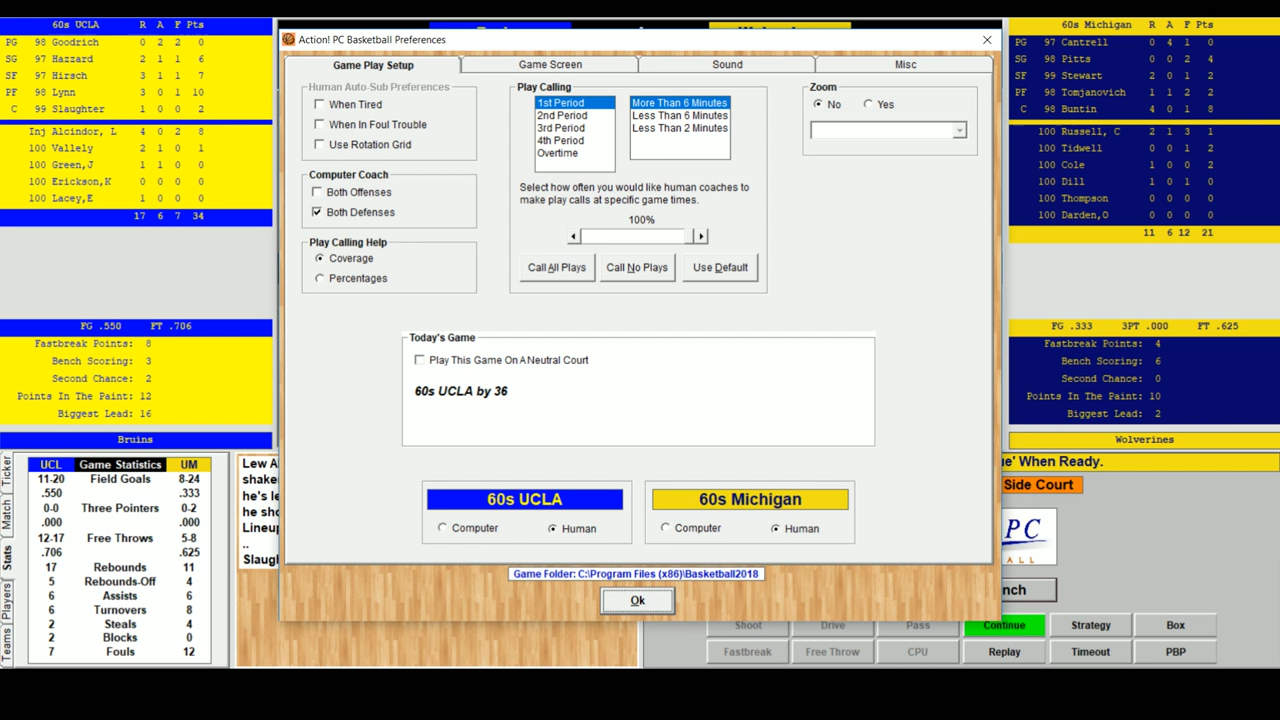 60s UCLA R A F Pts
PG 98 Goodrich 0 2 2 0
SG 97 Hazzard 2 1 1 6
SF 98 Hirsch 3 1 1 7
PF 98 Lynn 3 0 1 10
C 99 Slaughter 1 0 0 2
Inj Alcindor, L 4 0 2 8
100 Vallely 2 1 0 1
100 Green,J 1 1 0 0
100 Erickson,K 0 0 0 0
100 Lacey,E 1 0 0 0
17 6 7 34
FG .550 FT .706
Fastbreak Points: 8
Bench Scoring: 3
Second Chance: 2
Points In The Paint: 12
Biggest Lead: 16
Bruins
Ticker
Match
Stats
Players
Teams
UCL Game Statistics UM
11-20 Field Goals 8-24
.550 .333
0-0 Three Pointers 0-2
.000 .000
12-17 Free Throws 5-8
.706 .625
17 Rebounds 11
5 Rebounds-Off 4
6 Assists 6
6 Turnovers 8
2 Steals 4
2 Blocks 0
7 Fouls 12
Lew A
shake
he's le
he sho
Lineup
..
Slaugh
Action! PC Basketball Preferences
Game Play Setup Game Screen Sound Misc
Human Auto-Sub Preferences
When Tired
When In Foul Trouble
Use Rotation Grid
Computer Coach
Both Offenses
Both Defenses
Play Calling Help
Coverage
Percentages
Play Calling
1st Period More Than 6 Minutes
2nd Period Less Than 6 Minutes
3rd Period Less Than 2 Minutes
4th Period
Overtime
Select how often you would like human coaches to
make play calls at specific game times.
100%
Call All Plays Call No Plays Use Default
Zoom
No Yes
Today's Game
Play This Game On A Neutral Court
60s UCLA by 36
60s UCLA 60s Michigan
Computer Human Computer Human
Game Folder: C:\Program Files (x86)\Basketball2018
Ok
60s Michigan R A F Pts
PG 97 Cantrell 0 4 1 0
SG 98 Pitts 0 2 2 4
SF 99 Stewart 2 0 1 2
PF 98 Tomjanovich 1 1 2 2
C 98 Buntin 4 0 1 8
100 Russell, C 2 1 3 1
100 Tidwell 0 0 0 0
100 Cole 1 0 0 2
100 Dill 1 0 0 2
100 Thompson 0 0 0 0
100 Darden,O 0 0 0 0
11 6 12 21
FG .333 3PT .000 FT .625
Fastbreak Points: 4
Bench Scoring: 6
Second Chance: 0
Points In The Paint: 10
Biggest Lead: 2
Wolverines
ue' When Ready.
Side Court
PC
ALL
nch
Shoot Drive Pass Continue Strategy Box
Fastbreak Free Throw CPU Replay Timeout PBP